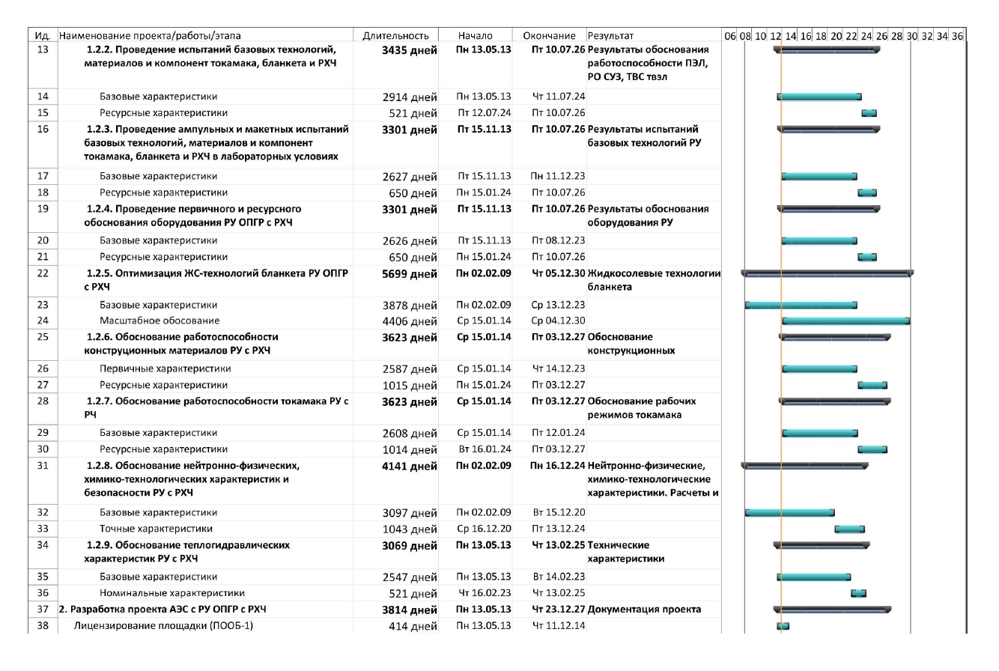 Ид. Наименование проекта/работы/этапа Длительность Начало Окончание Результат 06 08 10 12 14 16 18 20 22 24 26 28 30 32 34 36
13 1.2.2. Проведение испытаний базовых технологий, 3435 дней Пн 13.05.13 Пт 10.07.26 Результаты обоснования
материалов и компонент токамака, бланкета и РХЧ работоспособности ПЭЛ,
РО СУЗ, ТВС твэл
14 Базовые характеристики 2914 дней Пн 13.05.13 Чт 11.07.24
15 Ресурсные характеристики 521 дней Пт 12.07.24 Пт 10.07.26
16 1.2.3. Проведение ампульных и макетных испытаний 3301 дней Пт 15.11.13 Пт 10.07.26 Результаты испытаний
базовых технологий, материалов и компонент базовых технологий РУ
токамака, бланкета и РХЧ в лабораторных условиях
17 Базовые характеристики 2627 дней Пт 15.11.13 Пн 11.12.23
18 Ресурсные характеристики 650 дней Пн 15.01.24 Пт 10.07.26
19 1.2.4. Проведение первичного и ресурсного 3301 дней Пт 15.11.13 Пт 10.07.26 Результаты обоснования
обоснования оборудования РУ ОПГР с РХЧ оборудования РУ
20 Базовые характеристики 2626 дней Пт 15.11.13 Пт 08.12.23
21 Ресурсные характеристики 650 дней Пн 15.01.24 Пт 10.07.26
22 1.2.5. Оптимизация ЖС-технологий бланкета РУ ОПГР 5699 дней Пн 02.02.09 Чт 05.12.30 Жидкосолевые технологии
с РХЧ бланкета
23 Базовые характеристики 3878 дней Пн 02.02.09 Ср 13.12.23
24 Масштабное обосование 4406 дней Ср 15.01.14 Ср 04.12.30
25 1.2.6. Обоснование работоспособности 3623 дней Ср 15.01.14 Пт 03.12.27 Обоснование
конструционных материалов РУ с РХЧ конструкционных
26 Первичные характеристики 2587 дней Ср 15.01.14 Чт 14.12.23
27 Ресурсные характеристики 1015 дней Пн 15.01.24 Пт 03.12.27
28 1.2.7. Обоснование работоспособности токамака РУ с 3623 дней Ср 15.01.14 Пт 03.12.27 Обоснование рабочих
РЧ режимов токамака
29 Базовые характеристики 2608 дней Ср 15.01.14 Пт 12.01.24
30 Ресурсные характеристики 1014 дней Вт 16.01.24 Пт 03.12.27
31 1.2.8. Обоснование нейтронно-физических, 4141 дней Пн 02.02.09 Пн 16.12.24 Нейтронно-физические,
химико-технологических характеристик и химико-технологические
безопасности РУ с РХЧ характеристики. Расчеты и
32 Базовые характеристики 3097 дней Пн 02.02.09 Вт 15.12.20
33 Точные характеристики 1043 дней Ср 16.12.20 Пт 13.12.24
34 1.2.9. Обоснование теплогидравлических 3069 дней Пн 13.05.13 Чт 13.02.25 Технические
характеристик РУ с РХЧ характеристики
35 Базовые характеристики 2547 дней Пн 13.05.13 Вт 14.02.23
36 Номинальные характеристики 521 дней Чт 16.02.23 Чт 13.02.25
37 2. Разработка проекта АЭС с РУ ОПГР с РХЧ 3814 дней Пн 13.05.13 Чт 23.12.27 Документация проекта
38 Лицензирование площадки (ПООБ-1) 414 дней Пн 13.05.13 Чт 11.12.14